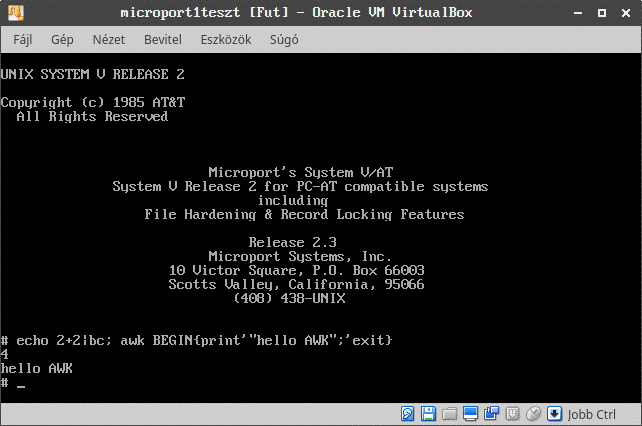 microport1teszt [Fut] - Oracle VM VirtualBox
Fájl Gép Nézet Bevitel Eszközök Súgó
UNIX SYSTEM V RELEASE 2
Copyright (c) 1985 AT&T
All Rights Reserved
Microport's System V/AT
System V Release 2 for PC-AT compatible systems
including
File Hardening & Record Locking Features
Release 2.3
Microport Systems, Inc.
10 Victor Square, P.O. Box 66003
Scotts Valley, California, 95066
(408) 438-UNIX
# echo 2+2|bc; awk BEGIN{print'"hello AWK";'exit}
4
hello AWK
# _
Jobb Ctrl